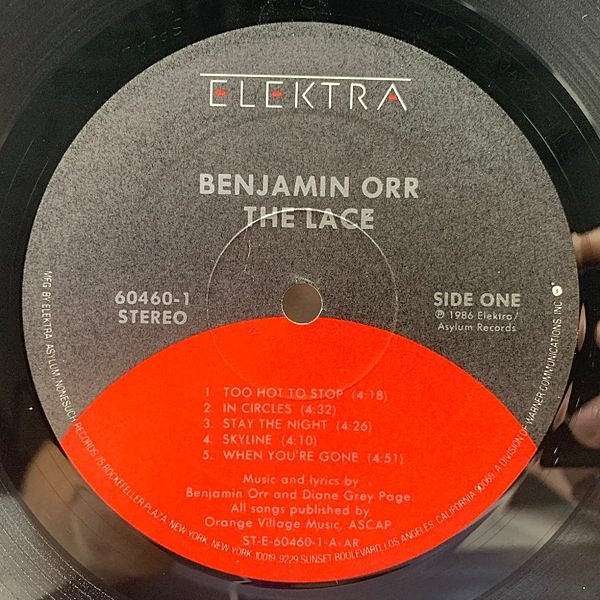 ELEKTRA
BENJAMIN ORR
THE LACE
60460-1
STEREO
SIDE ONE
℗ 1986 Elektra/
Asylum Records
1. TOO HOT TO STOP (4:18)
2. IN CIRCLES (4:32)
3. STAY THE NIGHT (4:26)
4. SKYLINE (4:10)
5. WHEN YOU'RE GONE (4:51)
Music and lyrics by
Benjamin Orr and Diane Grey Page
All songs published by
Orange Village Music, ASCAP
ST-E-60460-1-A-AR
MFG BY ELEKTRA, ASYLUM, NONESUCH RECORDS, 75 ROCKEFELLER PLAZA, NEW YORK, NEW YORK 10019·9229 SUNSET BOULEVARD, LOS ANGELES, CALIFORNIA 90069. A DIVISION OF WARNER COMMUNICATIONS, INC.